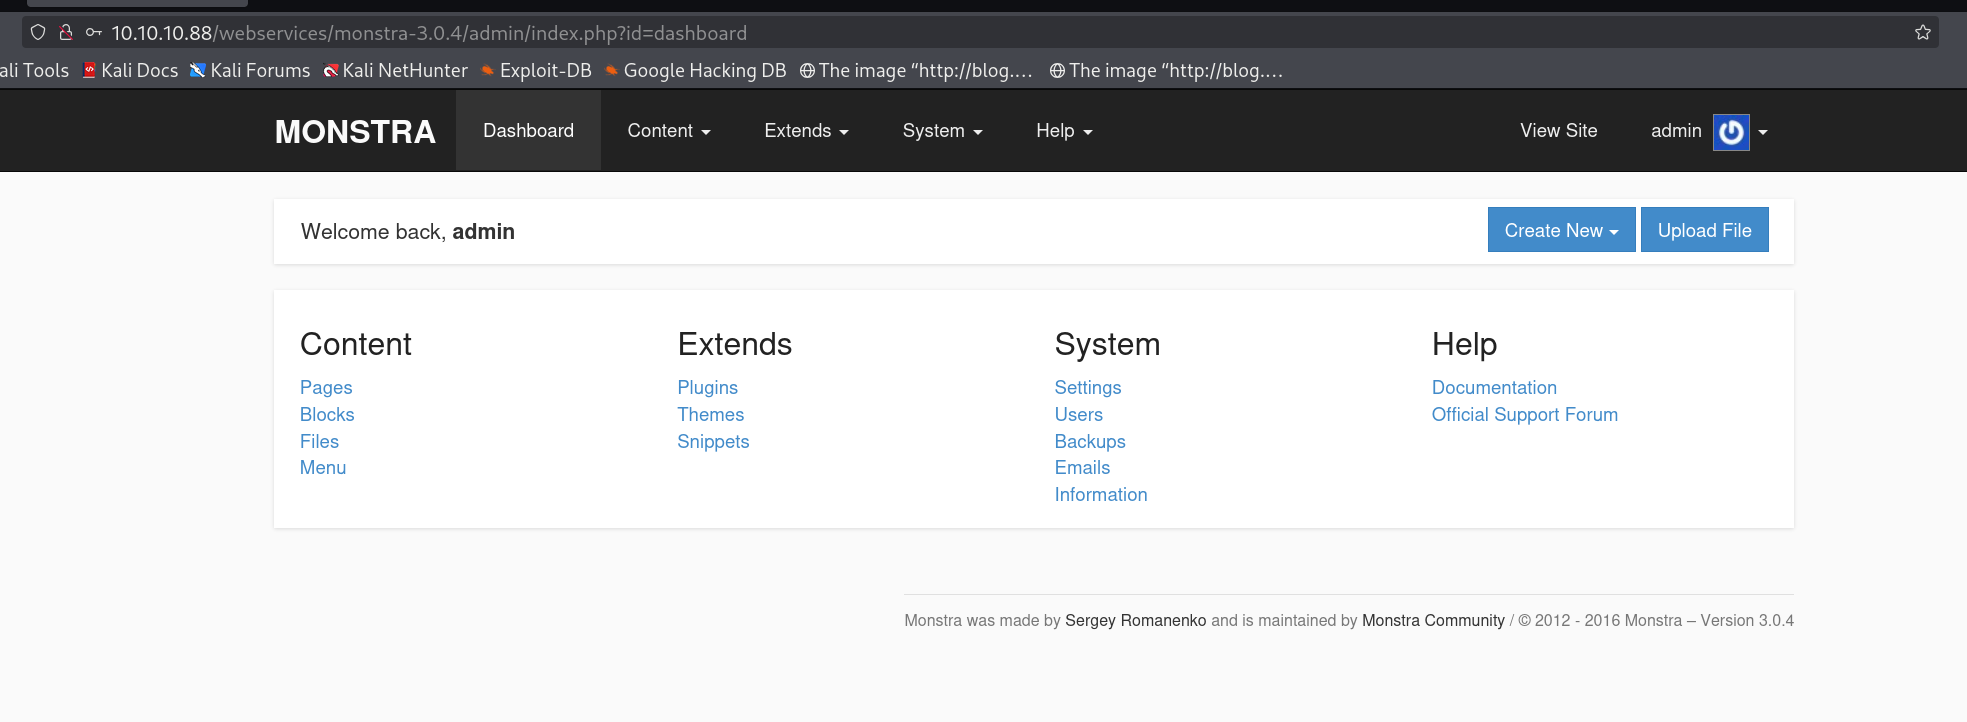 10.10.10.88/webservices/monstra-3.0.4/admin/index.php?id=dashboard
ali Tools Kali Docs Kali Forums Kali NetHunter Exploit-DB Google Hacking DB The image “http://blog.… The image “http://blog.…
MONSTRA Dashboard Content Extends System Help View Site admin
Welcome back, admin Create New Upload File
Content
Pages
Blocks
Files
Menu
Extends
Plugins
Themes
Snippets
System
Settings
Users
Backups
Emails
Information
Help
Documentation
Official Support Forum
Monstra was made by Sergey Romanenko and is maintained by Monstra Community / © 2012 - 2016 Monstra – Version 3.0.4